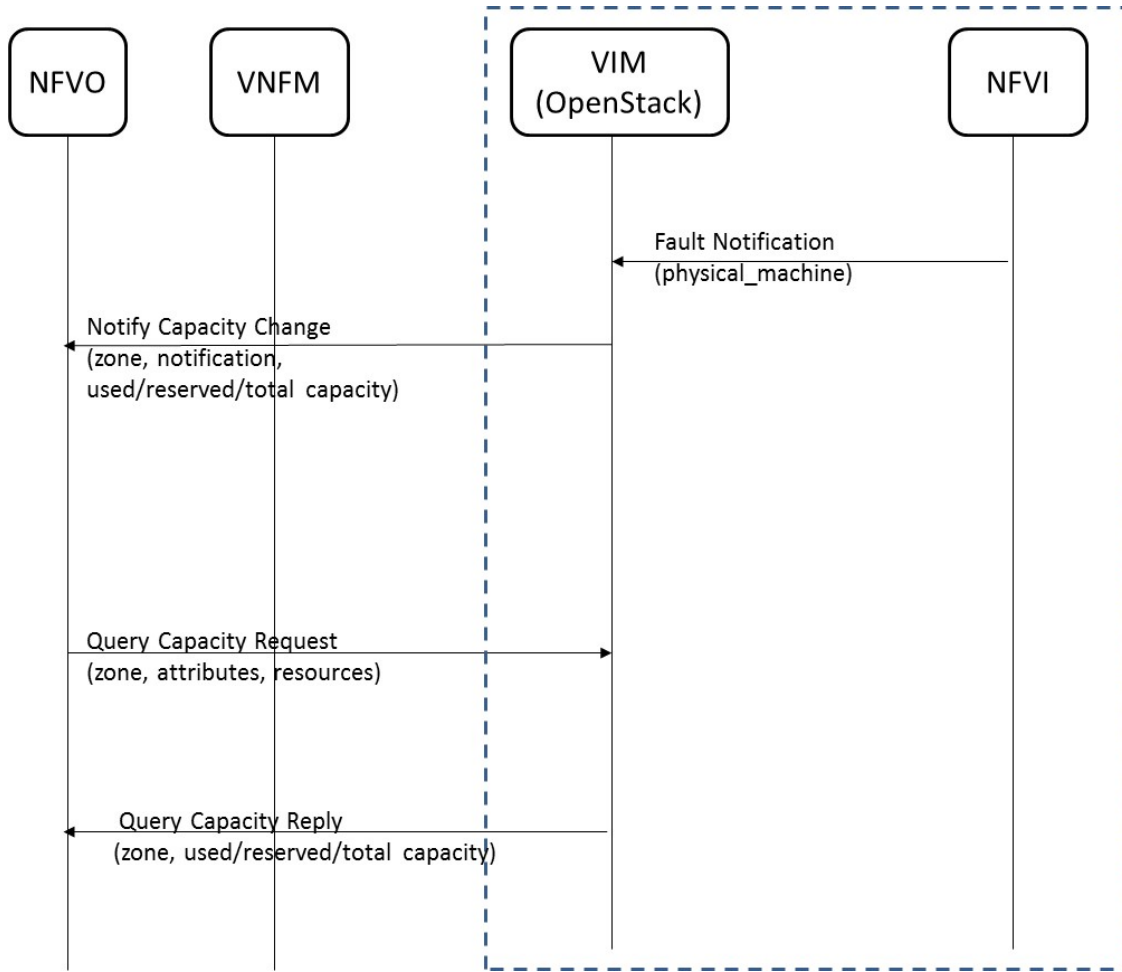 NFVO
VNFM
VIM
(OpenStack)
NFVI
Fault Notification
(physical_machine)
Notify Capacity Change
(zone, notification,
used/reserved/total capacity)
Query Capacity Request
(zone, attributes, resources)
Query Capacity Reply
(zone, used/reserved/total capacity)